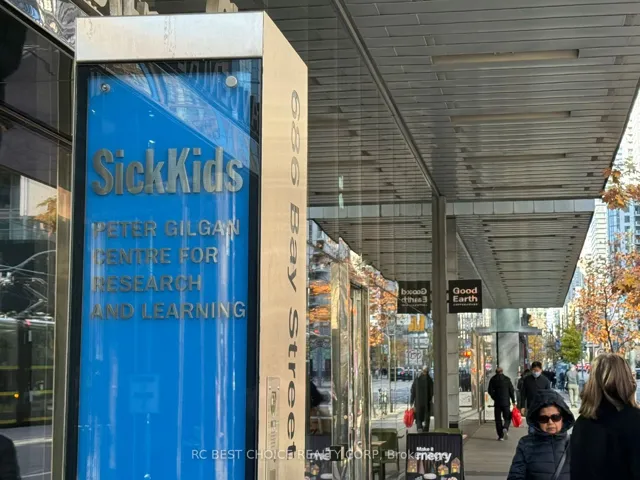 SickKids
PETER GILGAN
CENTRE FOR
RESEARCH
AND LEARNING
686 Bay Street
Good
Earth
Make it
merry
RC BEST CHOICE REALTY CORP, Brokerage